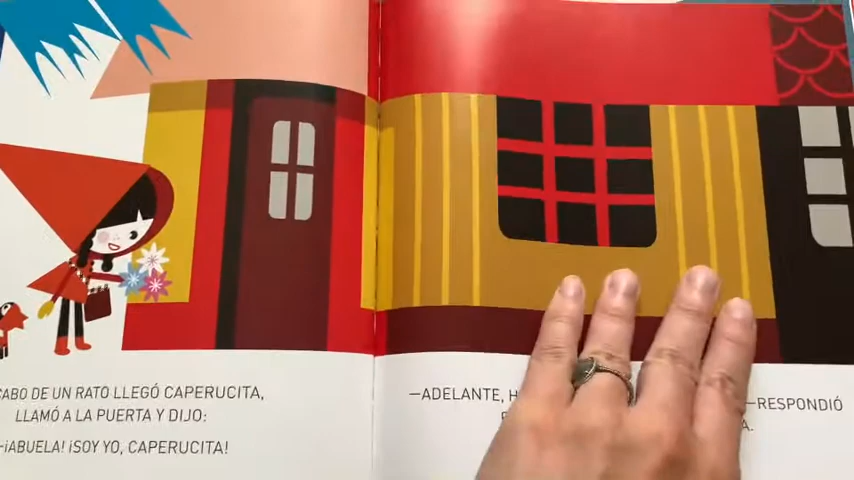 CABO DE UN RATO LLEGÓ CAPERUCITA,
LLAMÓ A LA PUERTA Y DIJO:
—¡ABUELA! ¡SOY YO, CAPERUCITA!
—ADELANTE, —RESPONDIÓ